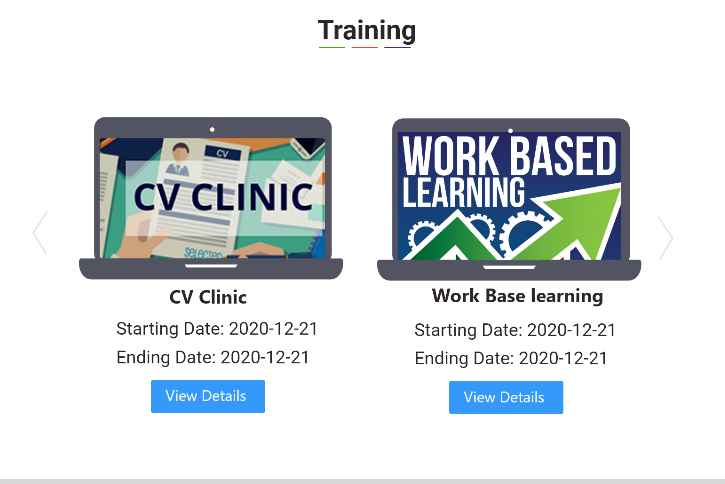 Training
CV
CV CLINIC
selected
WORK BASED
LEARNING
CV Clinic
Starting Date: 2020-12-21
Ending Date: 2020-12-21
View Details
Work Base learning
Starting Date: 2020-12-21
Ending Date: 2020-12-21
View Details